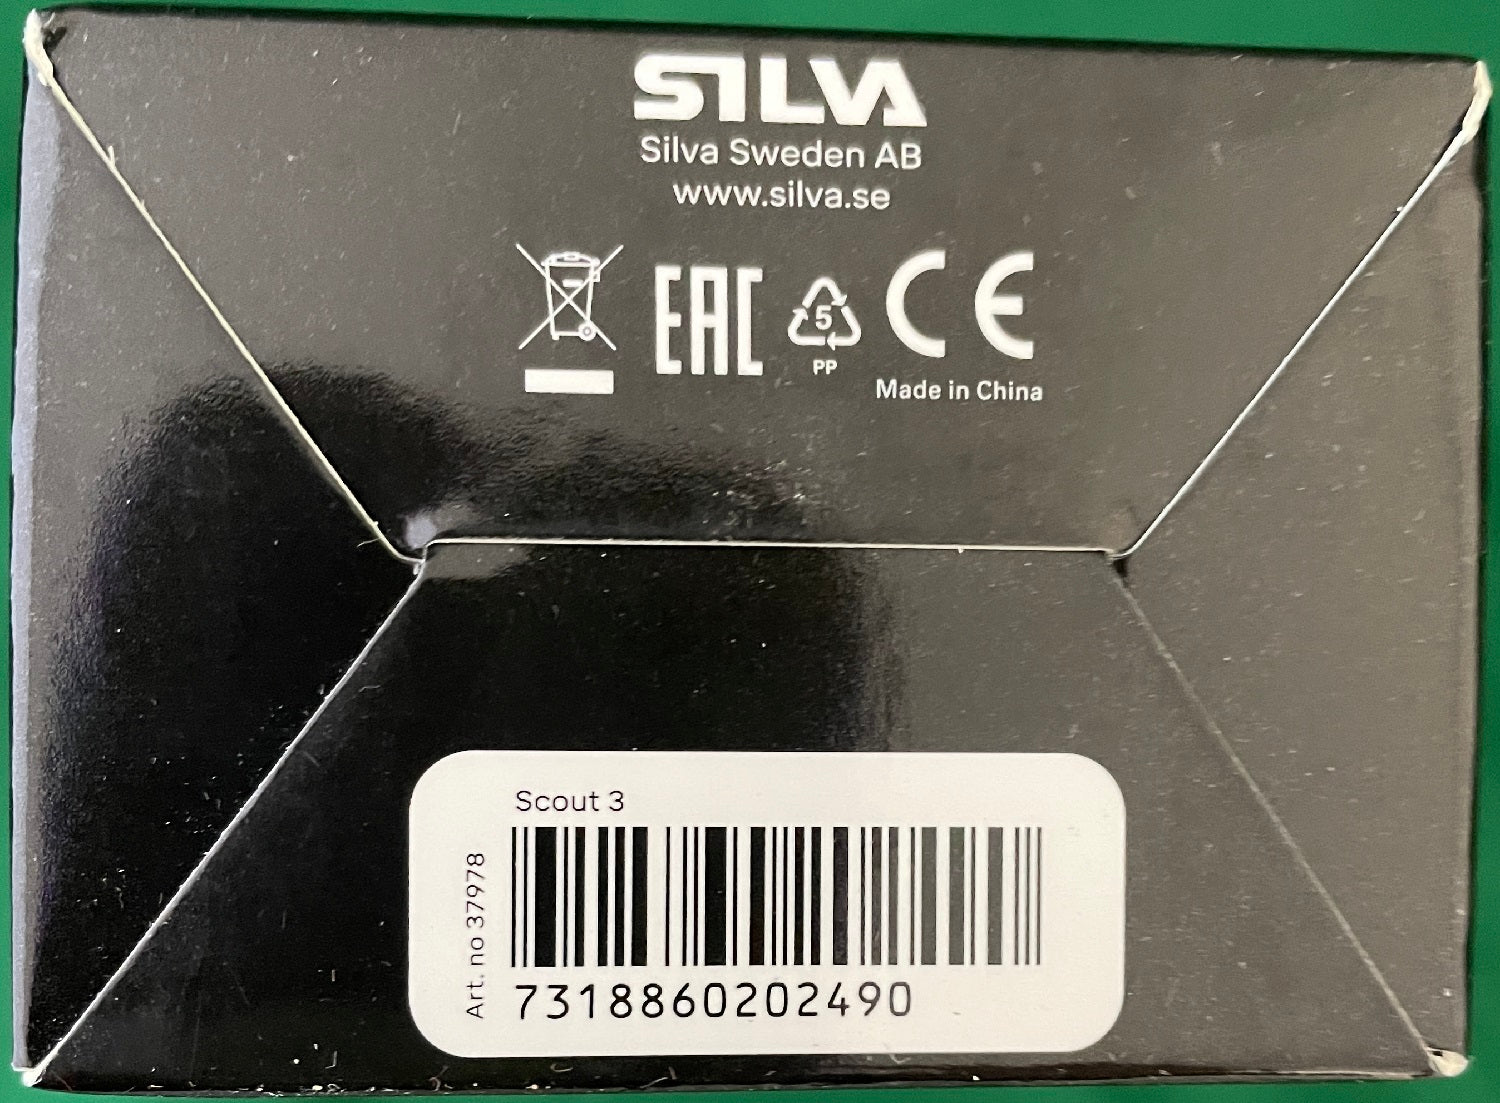 SILVA
Silva Sweden AB
www.silva.se
EAC
5
PP
CE
Made in China
Scout 3
Art. no 37978
7318860202490